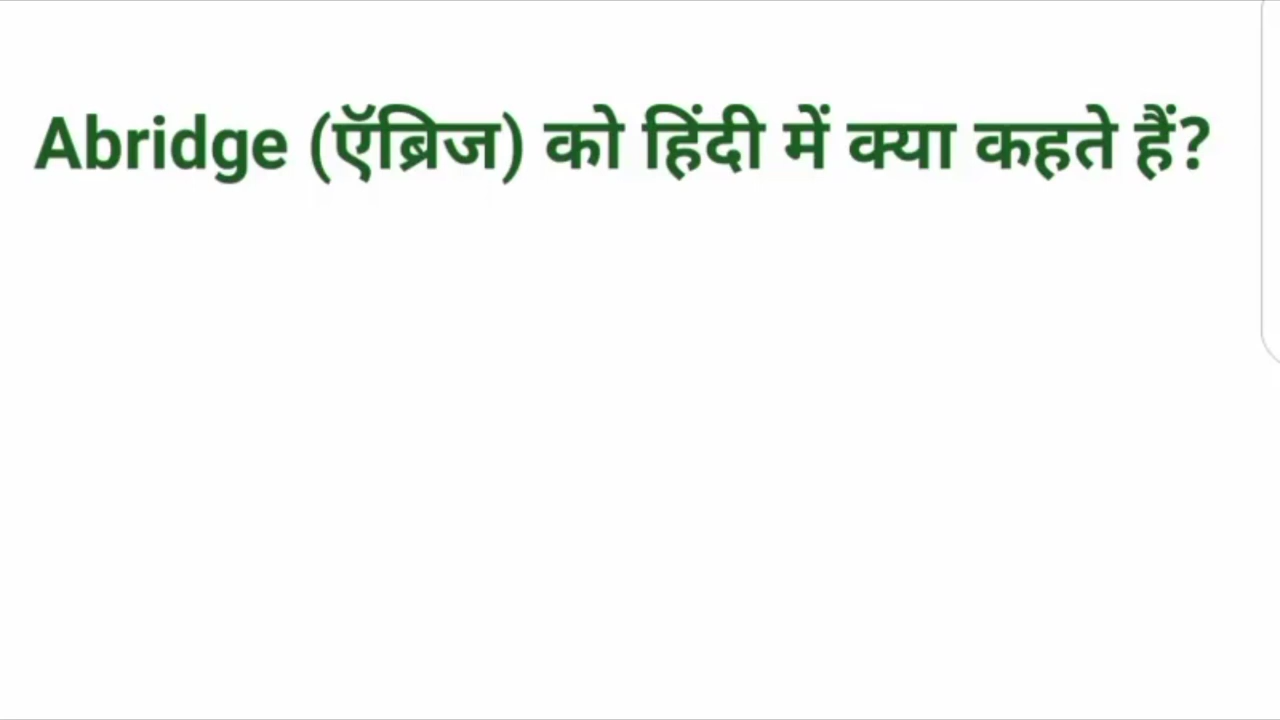 Abridge (ऍब्रिज) को हिंदी में क्या कहते हैं?